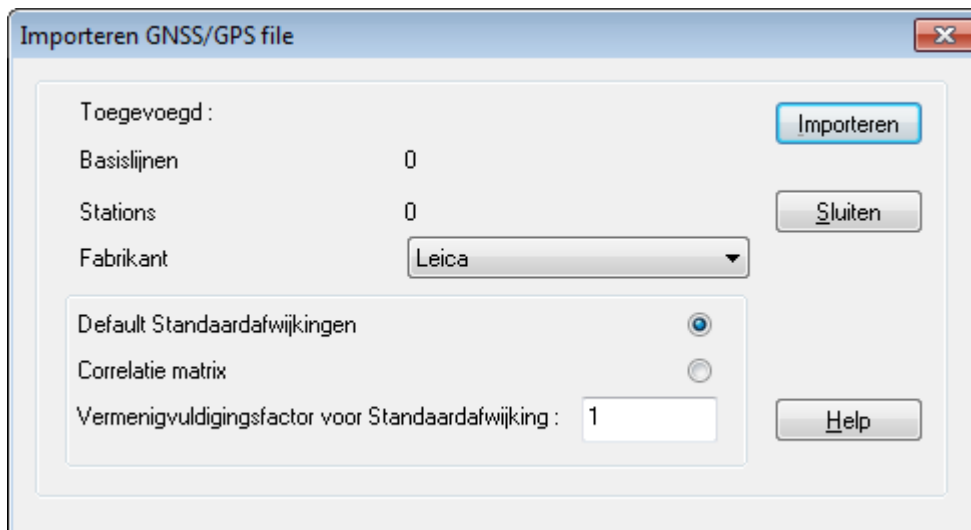 Importeren GNSS/GPS file
Toegevoegd :
Importeren
Basislijnen 0
Stations 0
Sluiten
Fabrikant Leica
Default Standaardafwijkingen
Correlatie matrix
Vermenigvuldigingsfactor voor Standaardafwijking : 1
Help